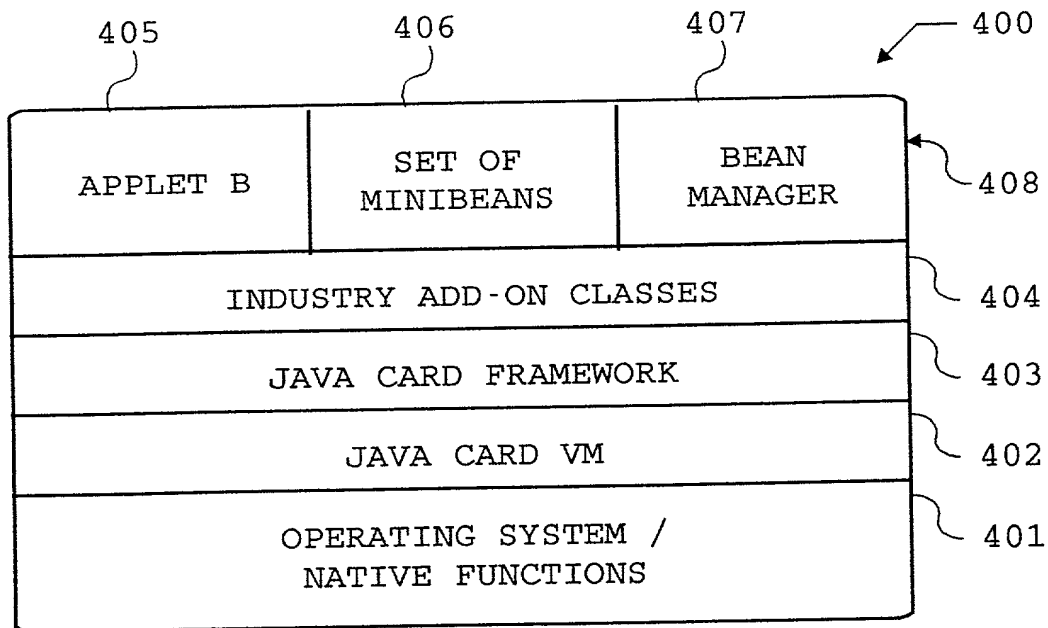 405
406
407
400
APPLET B
SET OF
MINIBEANS
BEAN
MANAGER
408
INDUSTRY ADD-ON CLASSES
404
JAVA CARD FRAMEWORK
403
JAVA CARD VM
402
OPERATING SYSTEM /
NATIVE FUNCTIONS
401